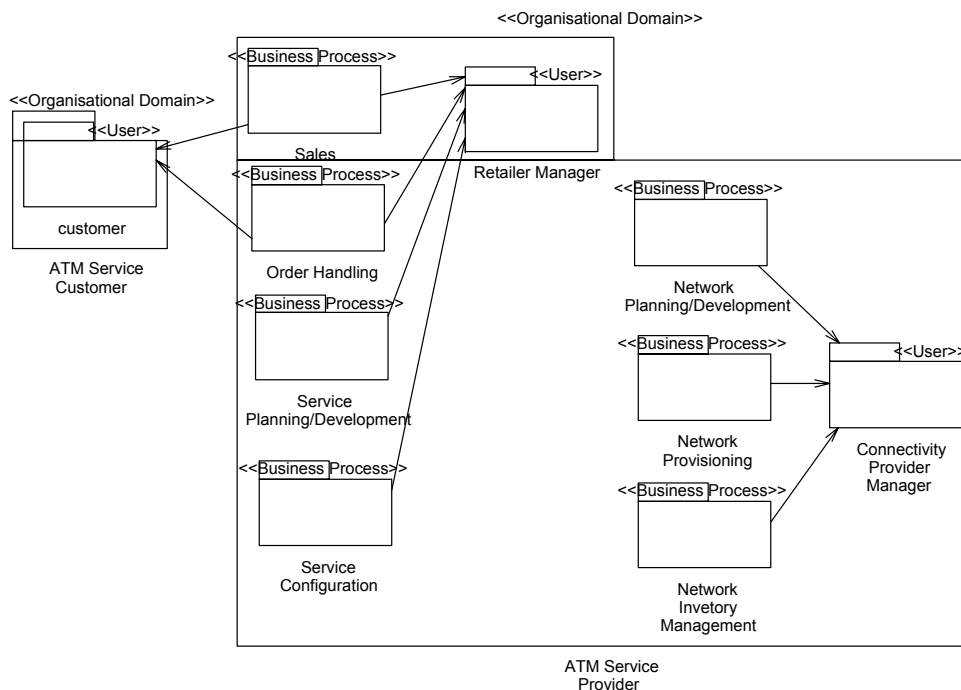 <<Organisational Domain>>
<<Business Process>>
<<User>>
<<Organisational Domain>>
<<User>>
Sales
Retailer Manager
<<Business Process>>
<<Business Process>>
customer
ATM Service
Customer
Order Handling
Network
Planning/Development
<<Business Process>>
<<Business Process>>
<<User>>
Service
Planning/Development
Network
Provisioning
Connectivity
Provider
Manager
<<Business Process>>
<<Business Process>>
Service
Configuration
Network
Invetory
Management
ATM Service
Provider